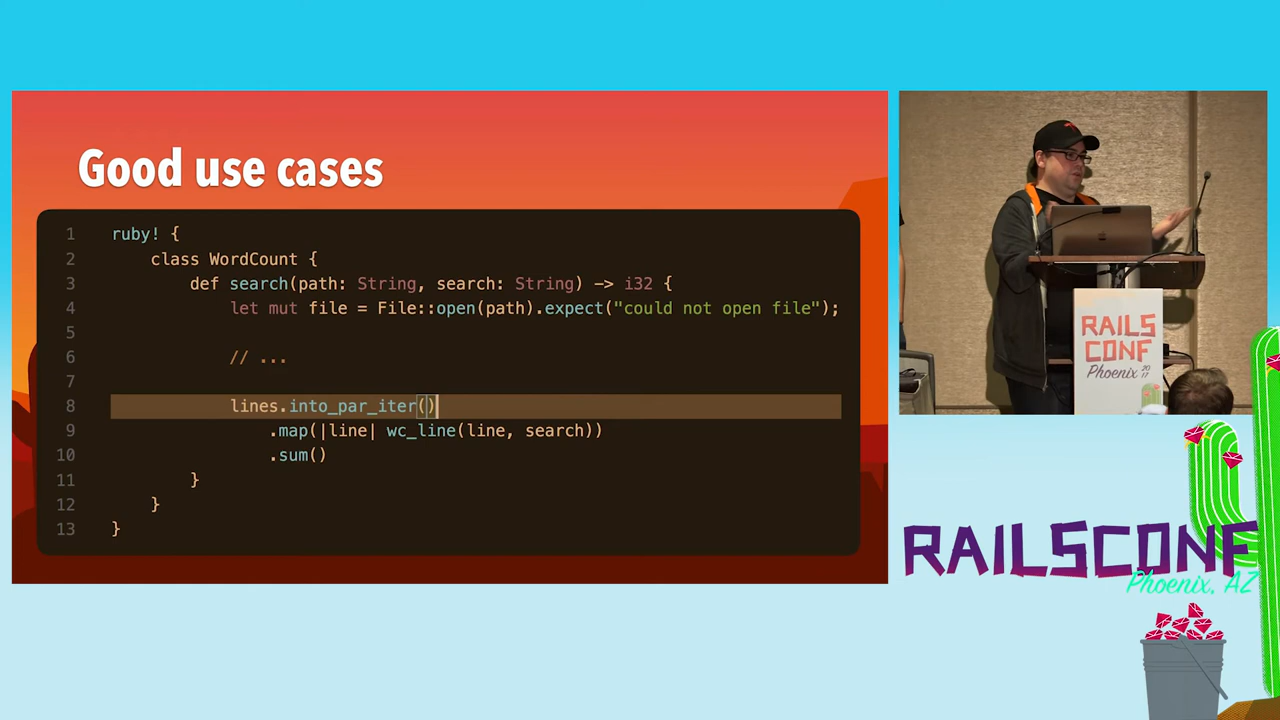 Good use cases
1 ruby! {
2 class WordCount {
3 def search(path: String, search: String) -> i32 {
4 let mut file = File::open(path).expect("could not open file");
5
6 // ...
7
8 lines.into_par_iter()
9 .map(|line| wc_line(line, search))
10 .sum()
11 }
12 }
13 }
RAILS
CONF
Phoenix 2017
RAILSCONF
Phoenix, AZ